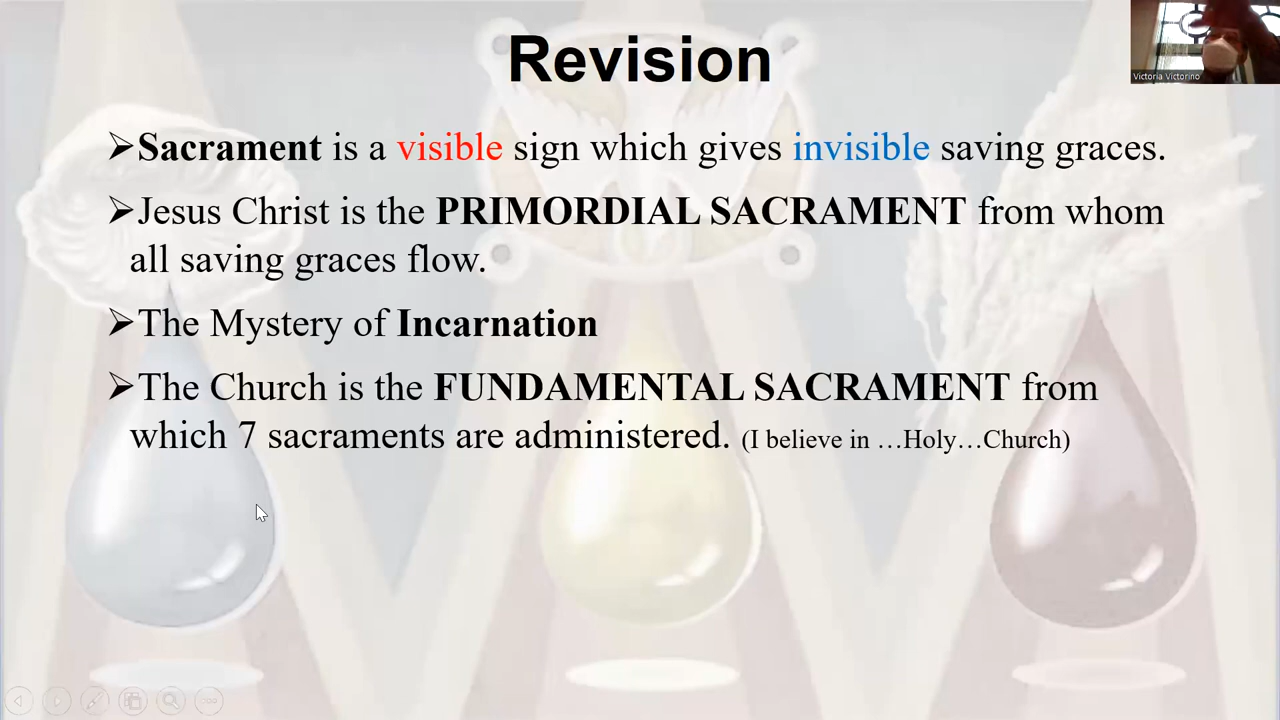 Revision
Victoria Victorino
➢Sacrament is a visible sign which gives invisible saving graces.
➢Jesus Christ is the PRIMORDIAL SACRAMENT from whom
all saving graces flow.
➢The Mystery of Incarnation
➢The Church is the FUNDAMENTAL SACRAMENT from
which 7 sacraments are administered. (I believe in …Holy…Church)